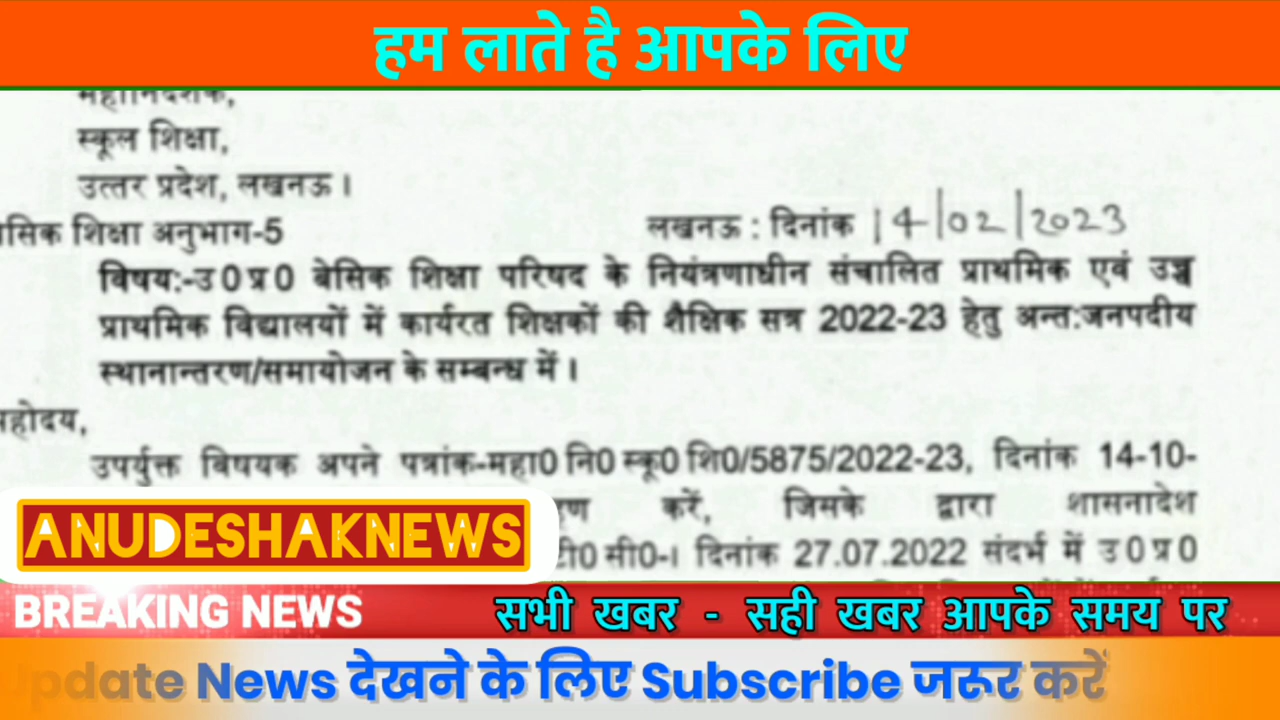 हम लाते है आपके लिए
महानिदेशक,
स्कूल शिक्षा,
उत्तर प्रदेश, लखनऊ।
सिक शिक्षा अनुभाग-5 लखनऊ : दिनांक 14/02/2023
विषय:-उ0प्र0 बेसिक शिक्षा परिषद के नियंत्रणाधीन संचालित प्राथमिक एवं उच्च
प्राथमिक विद्यालयों में कार्यरत शिक्षकों की शैक्षिक सत्र 2022-23 हेतु अन्त:जनपदीय
स्थानान्तरण/समायोजन के सम्बन्ध में।
महोदय,
उपर्युक्त विषयक अपने पत्रांक-महा0 नि0 स्कू0 शि0/5875/2022-23, दिनांक 14-10-
करें, जिसके द्वारा शासनादेश
टी0 सी0-। दिनांक 27.07.2022 संदर्भ में उ0प्र0
ANUDESHAKNEWS
BREAKING NEWS सभी खबर - सही खबर आपके समय पर
Update News देखने के लिए Subscribe जरूर करें